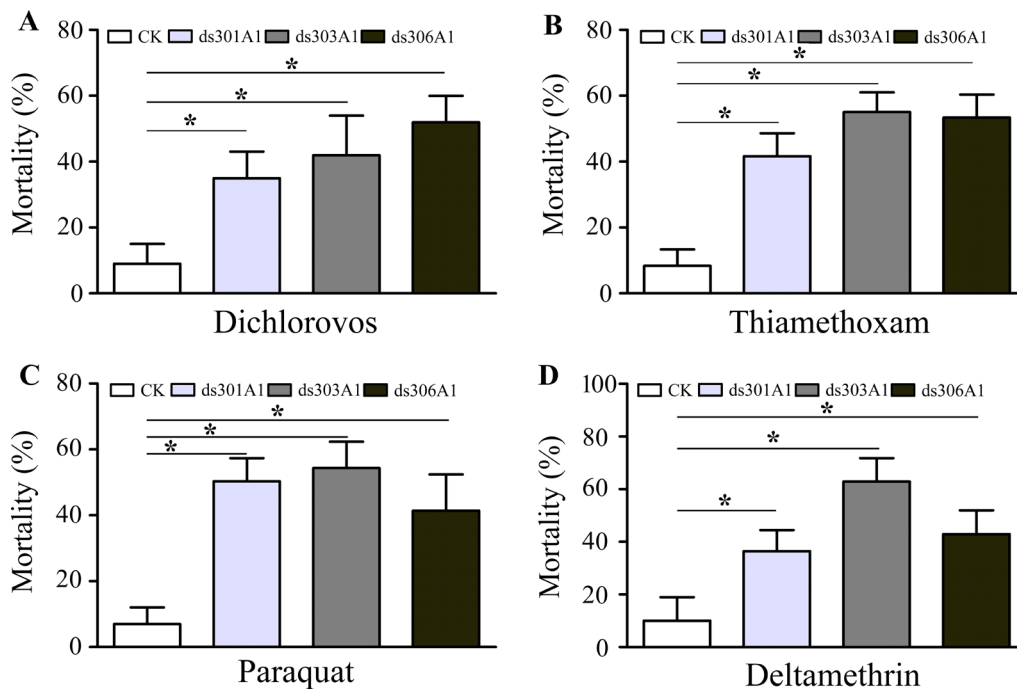 A
CK ds301A1 ds303A1 ds306A1
Mortality (%)
80
60
40
20
0
* * *
Dichlorovos
B
CK ds301A1 ds303A1 ds306A1
Mortality (%)
80
60
40
20
0
* * *
Thiamethoxam
C
CK ds301A1 ds303A1 ds306A1
Mortality (%)
80
60
40
20
0
* * *
Paraquat
D
CK ds301A1 ds303A1 ds306A1
Mortality (%)
100
80
60
40
20
0
* * *
Deltamethrin